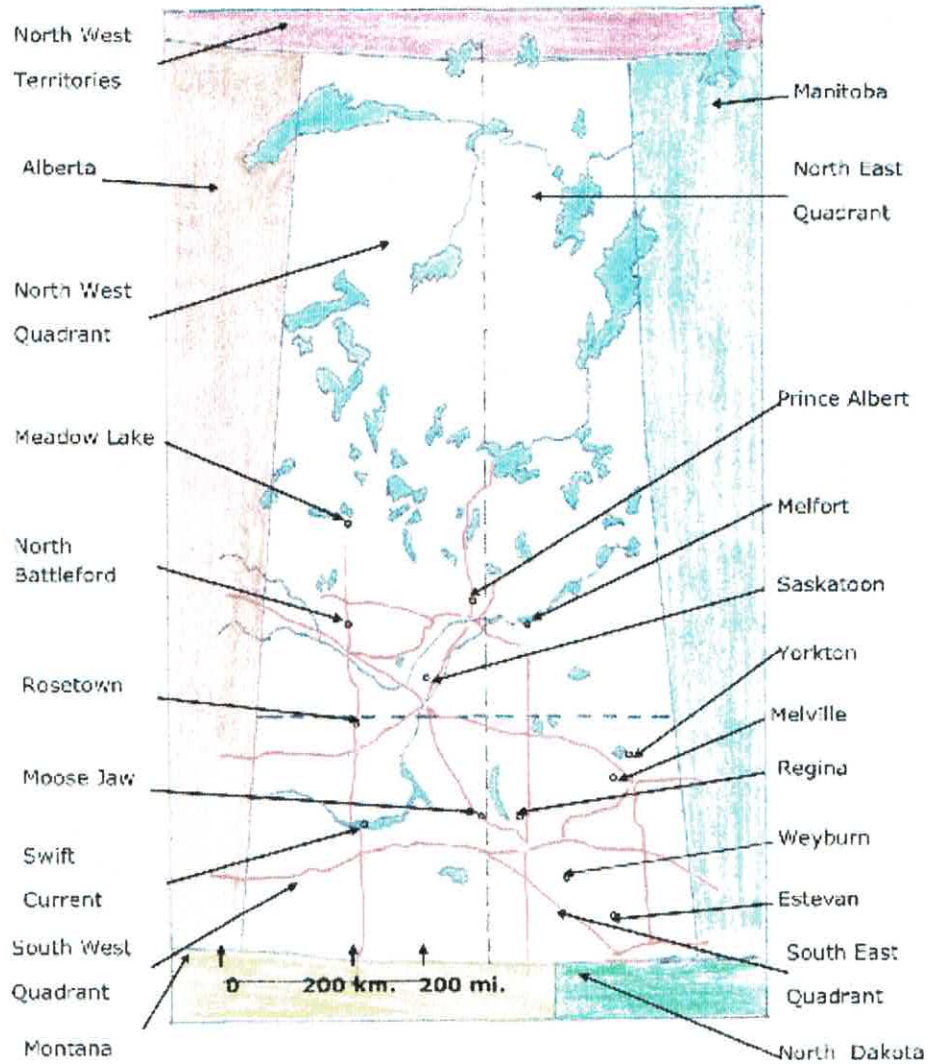 North West
Territories
Alberta
North West
Quadrant
Meadow Lake
North
Battleford
Rosetown
Moose Jaw
Swift
Current
South West
Quadrant
Montana
Manitoba
North East
Quadrant
Prince Albert
Melfort
Saskatoon
Yorkton
Melville
Regina
Weyburn
Estevan
South East
Quadrant
North Dakota
0 200 km. 200 mi.